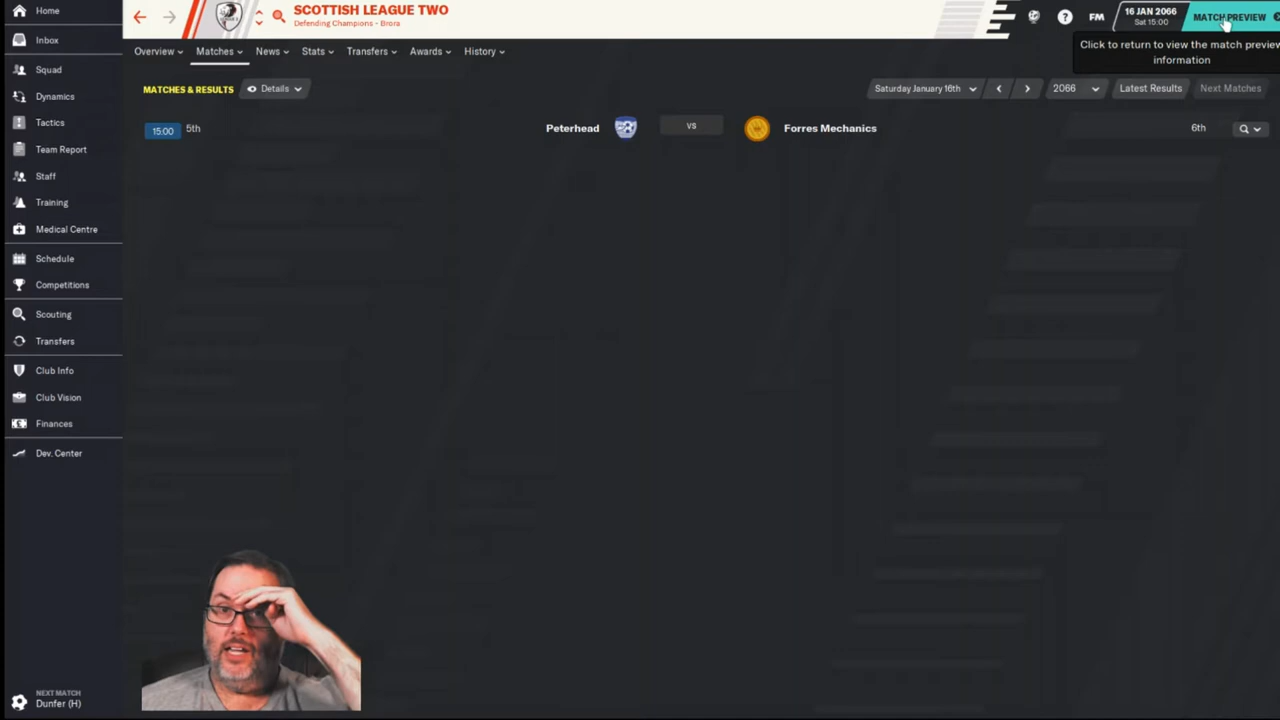 Home
SCOTTISH LEAGUE TWO
Defending Champions - Brora
FM
16 JAN 2066
Sat 15:00
MATCH PREVIEW
Click to return to view the match preview
information
Inbox
Overview
Matches
News
Stats
Transfers
Awards
History
Squad
Dynamics
Tactics
Team Report
Staff
Training
Medical Centre
Schedule
Competitions
Scouting
Transfers
Club Info
Club Vision
Finances
Dev. Center
NEXT MATCH
Dunfer (H)
MATCHES & RESULTS
Details
Saturday January 16th
2066
Latest Results
Next Matches
15:00
5th
Peterhead
vs
Forres Mechanics
6th